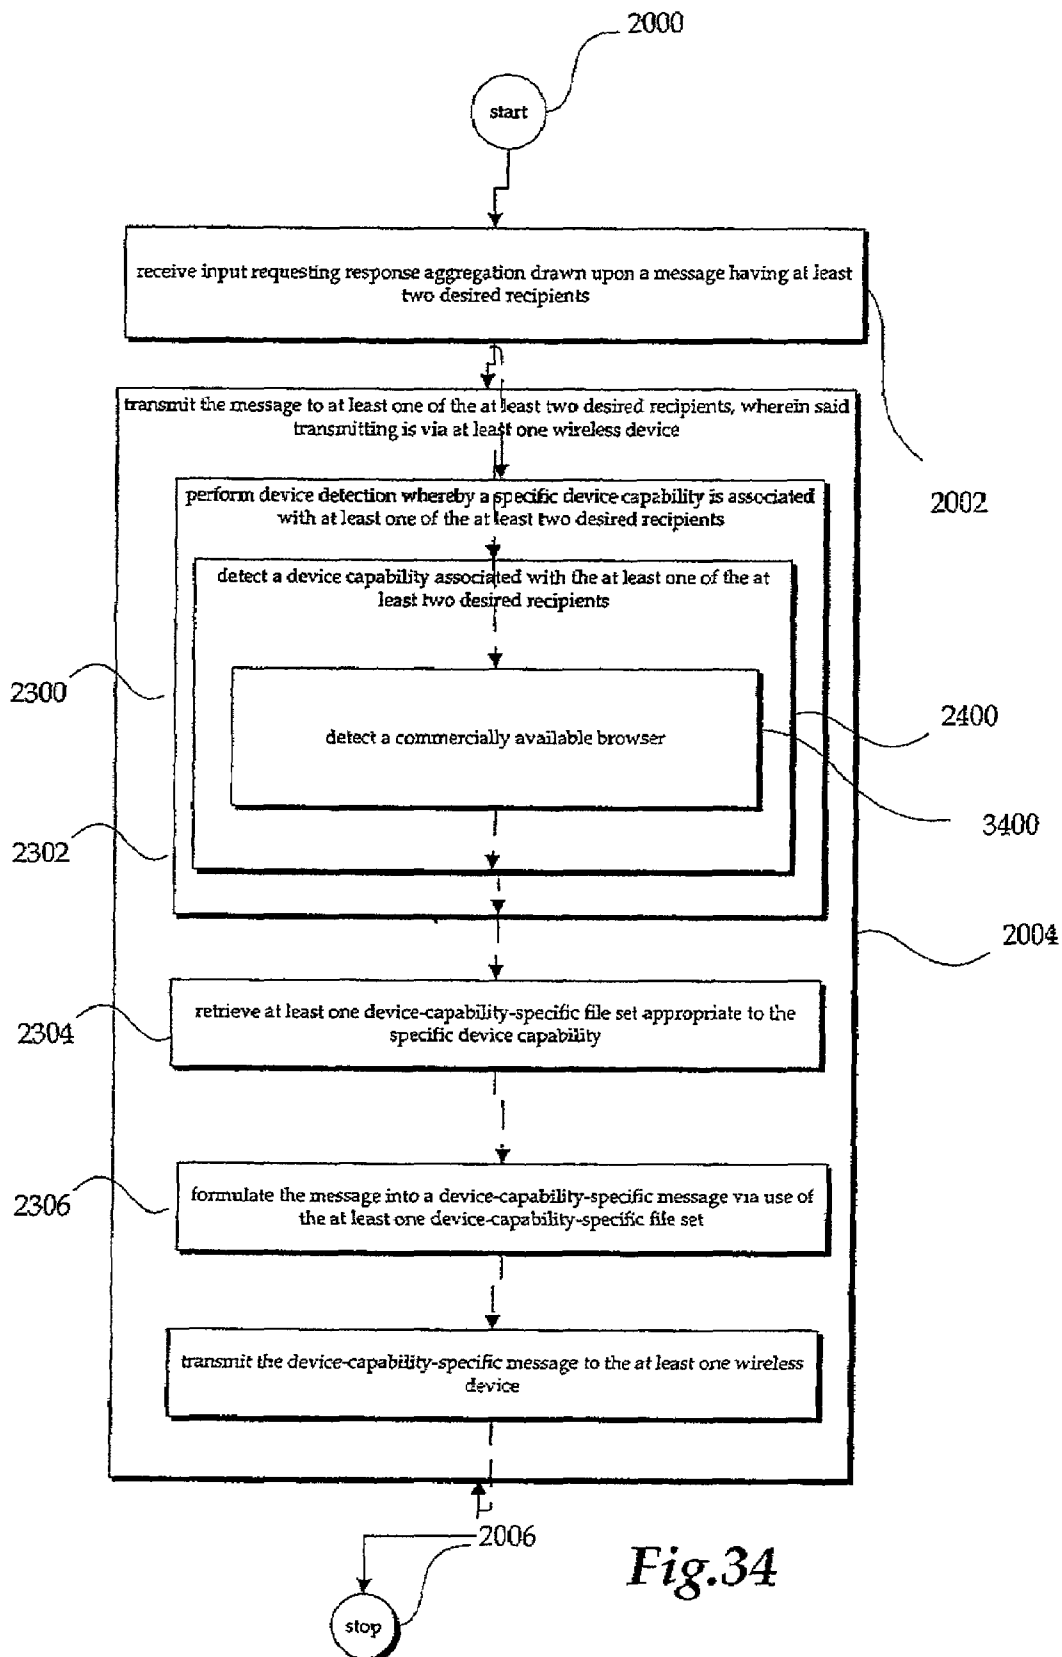 2000
start
receive input requesting response aggregation drawn upon a message having at least
two desired recipients
2002
transmit the message to at least one of the at least two desired recipients, wherein said
transmitting is via at least one wireless device
perform device detection whereby a specific device capability is associated
with at least one of the at least two desired recipients
detect a device capability associated with the at least one of the at
least two desired recipients
2300
2400
detect a commercially available browser
3400
2302
2004
retrieve at least one device-capability-specific file set appropriate to the
specific device capability
2304
formulate the message into a device-capability-specific message via use of
the at least one device-capability-specific file set
2306
transmit the device-capability-specific message to the at least one wireless
device
2006
Fig.34
stop